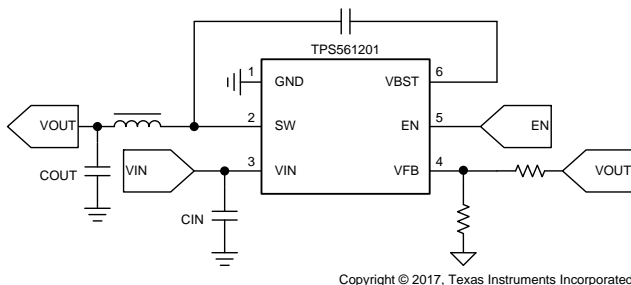 TPS561201
1
GND
VBST
6
VOUT
2
SW
EN
5
EN
COUT
VIN
3
VIN
VFB
4
VOUT
CIN
Copyright © 2017, Texas Instruments Incorporated